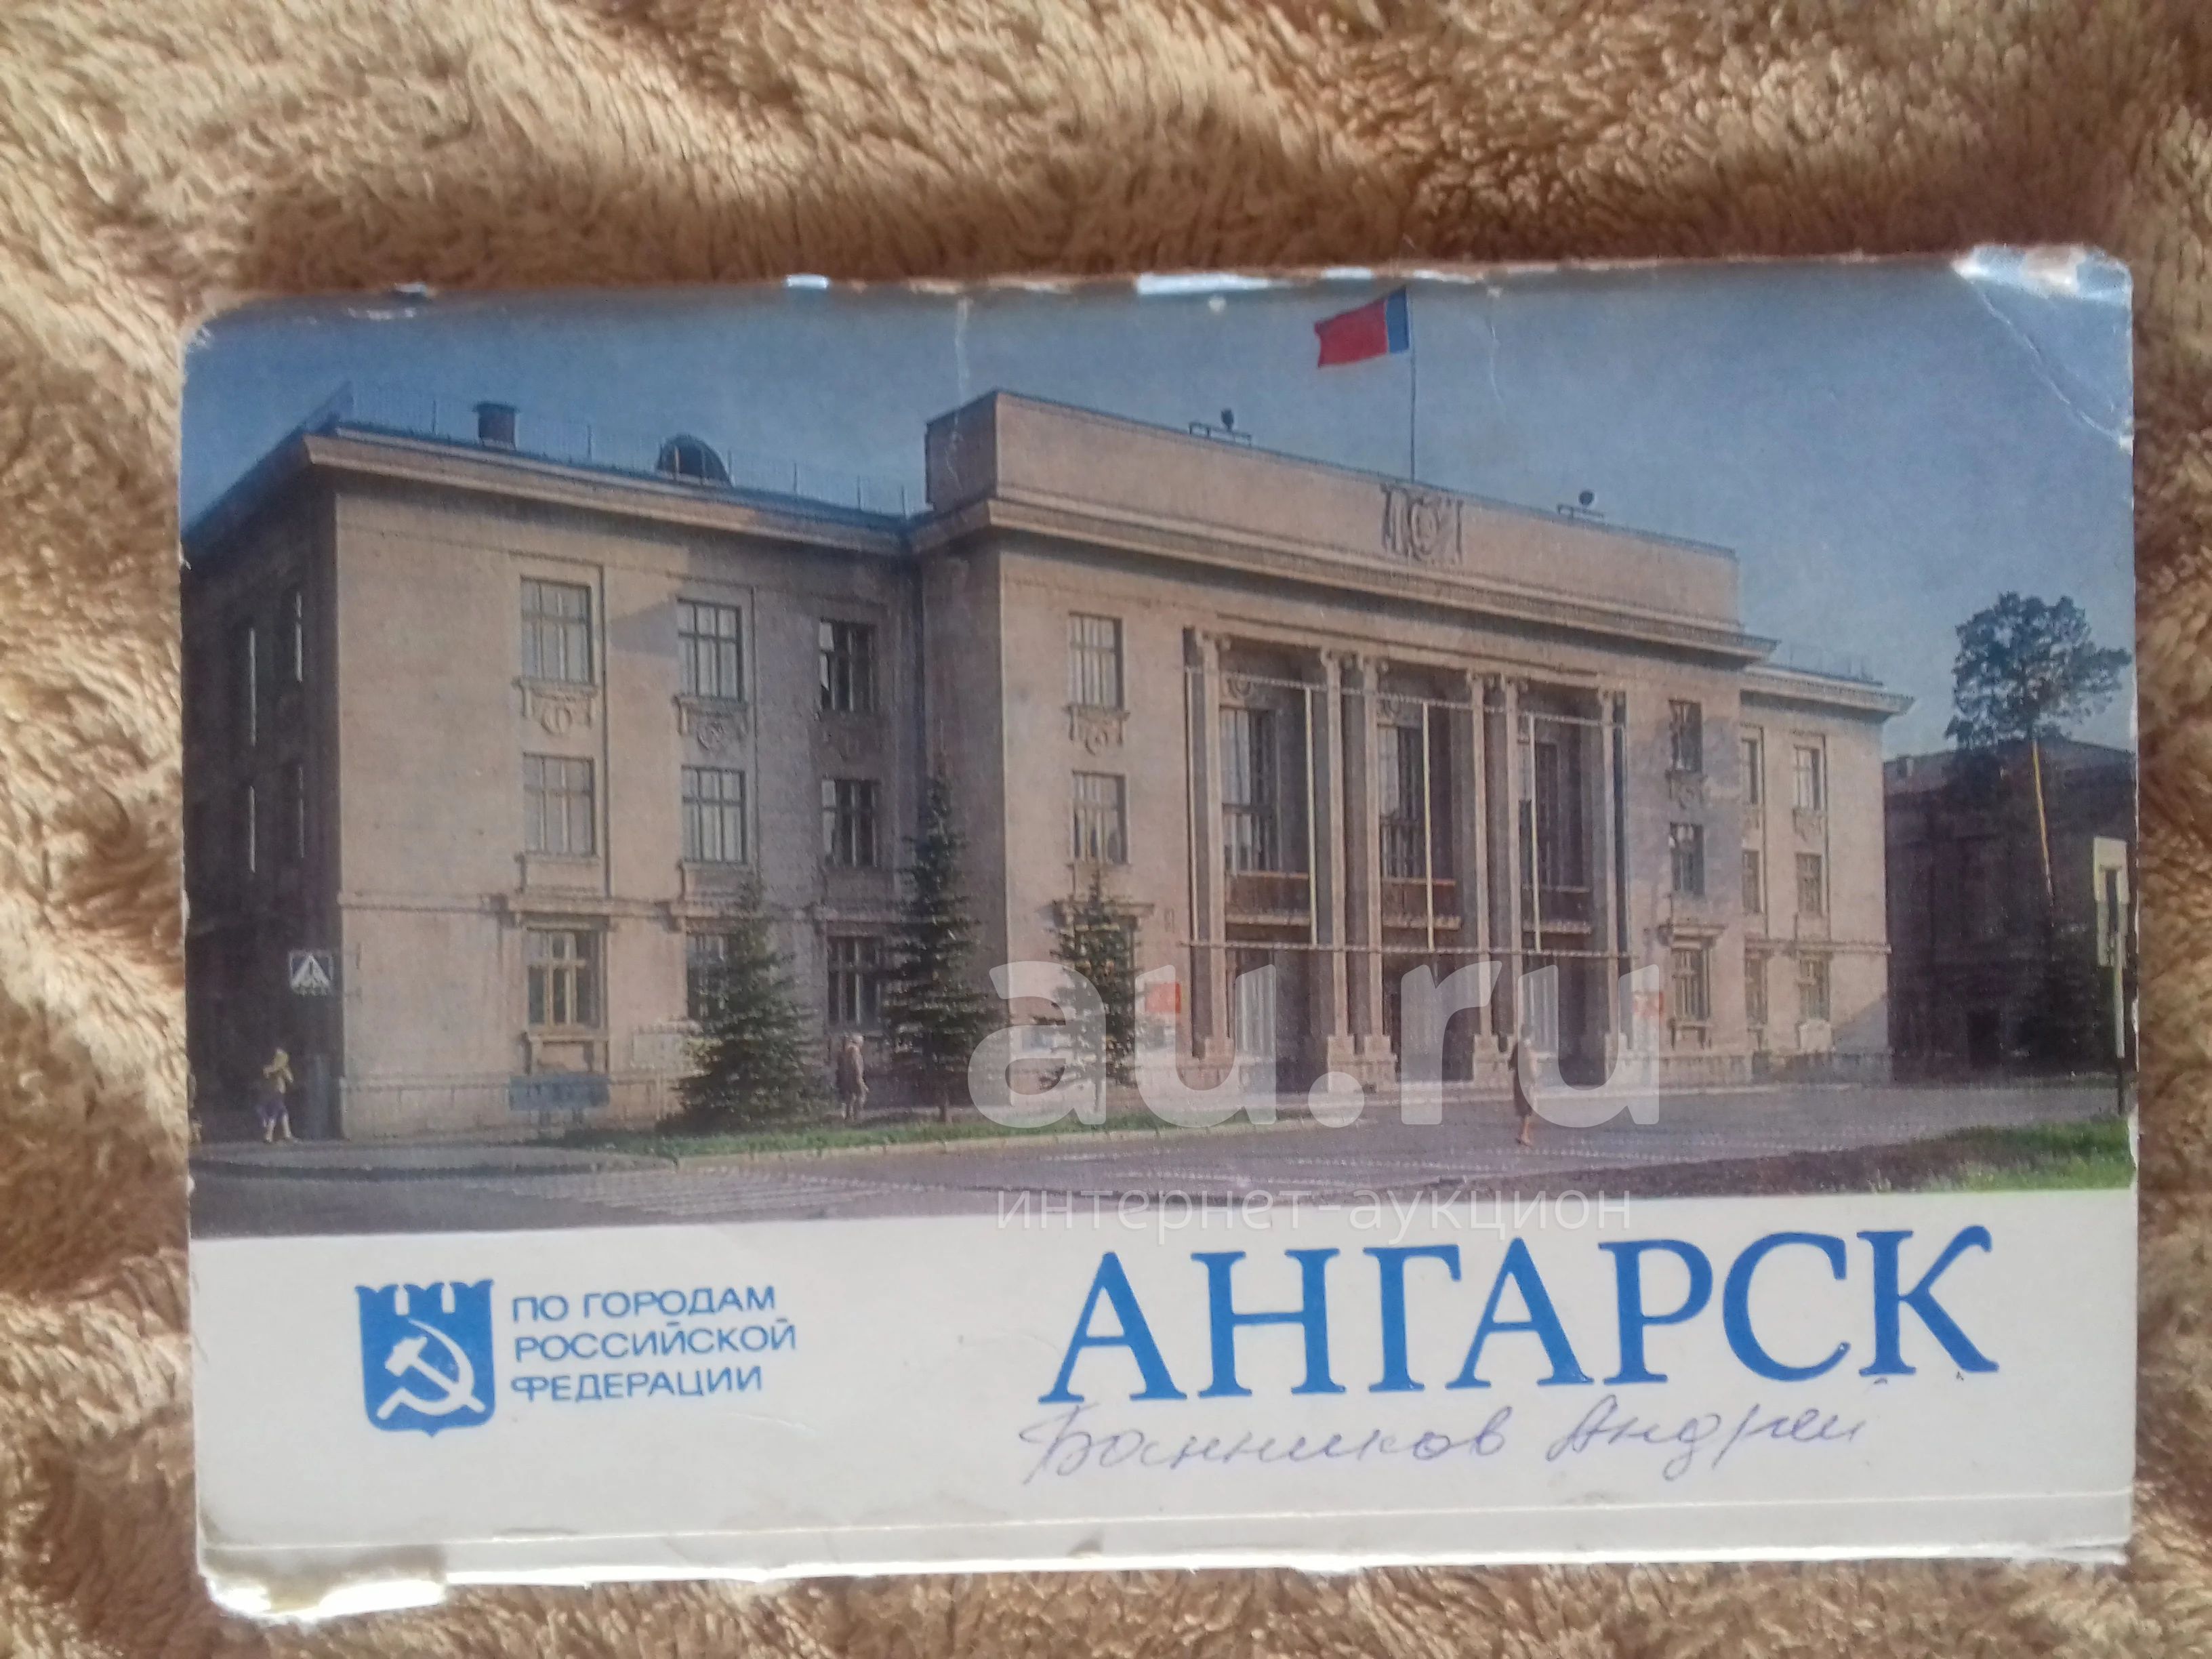 au.ru
интернет-аукцион
ПО ГОРОДАМ
РОССИЙСКОЙ
ФЕДЕРАЦИИ
АНГАРСК
Банников Андрей